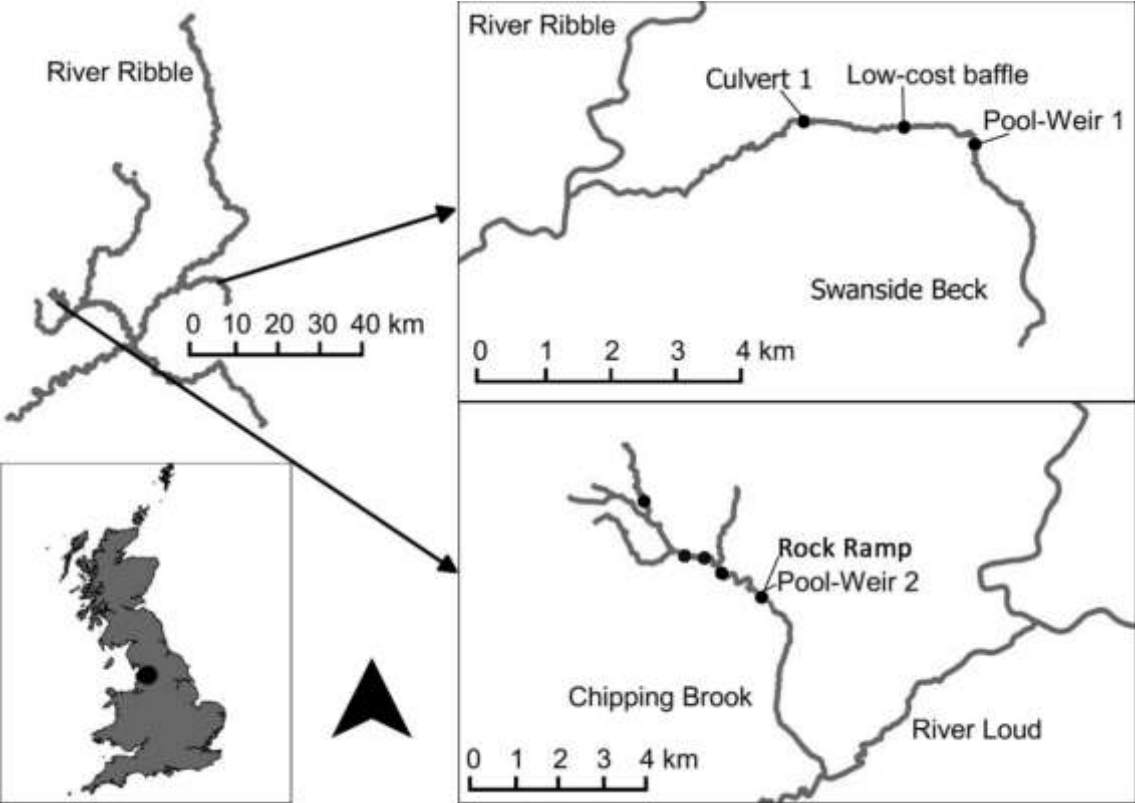 River Ribble
0 10 20 30 40 km
River Ribble
Culvert 1
Low-cost baffle
Pool-Weir 1
Swanside Beck
0 1 2 3 4 km
Rock Ramp
Pool-Weir 2
Chipping Brook
River Loud
0 1 2 3 4 km